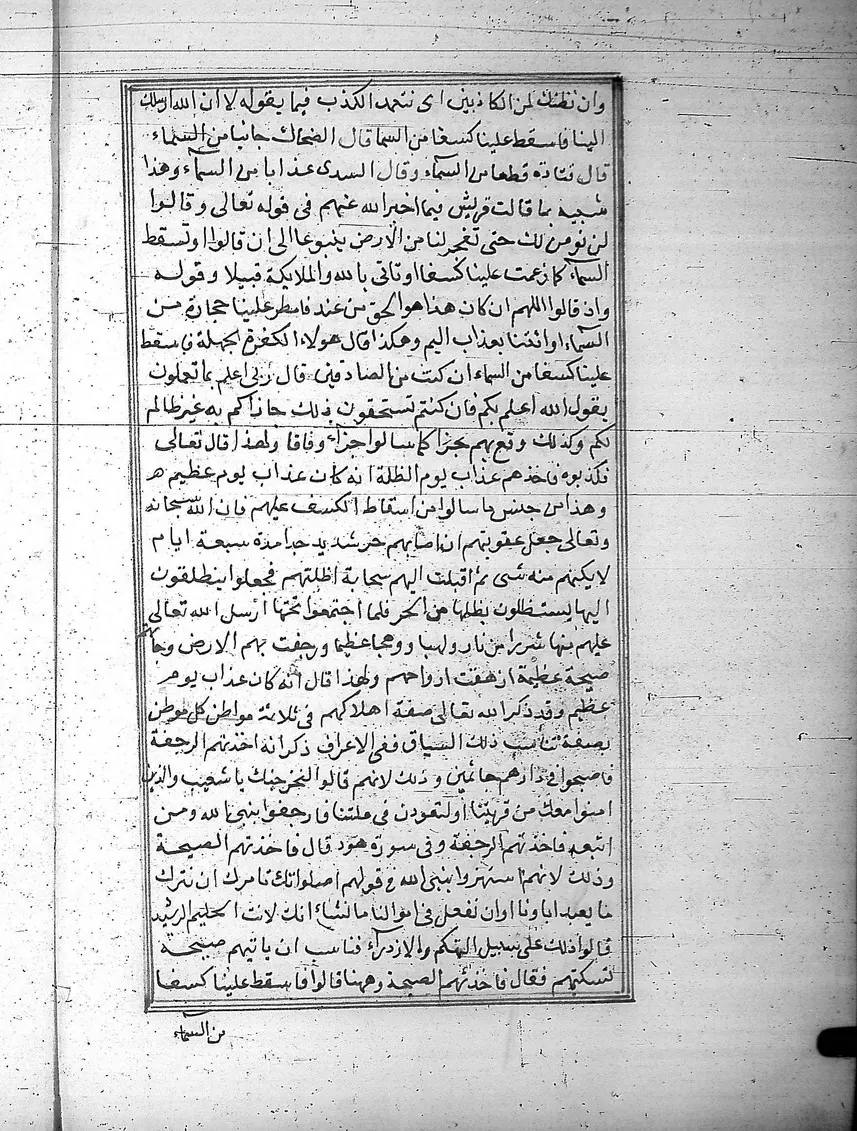 وان نظنك لمن الكاذبين اى نتعمد الكذب فيما يقوله لا ان الله ارسلك
الينا فاسقط علينا كسفا من السما قال الضحاك جانبا من السماء
قال قتادة قطعا من السمآء وقال السدى عذابا من السمآء وهذا
شبيه بما قالت قريش فيما اخبر الله عنهم فى قوله تعالى وقالوا
لن نومن لك حتى تفجر لنا من الارض ينبوعا الى ان قالوا او تسقط
السمآء كما زعمت علينا كسفا او تاتى بالله والملايكة قبيلا وقوله
واذ قالوا اللهم ان كان هذا هو الحق من عندك فامطر علينا حجارة من
السمآء او ائتنا بعذاب اليم وهكذا قال هولاء الكفرة الجهلة فاسقط
علينا كسفا من السماء ان كنت من الصادقين قال ربى اعلم بما تعملون
يقول الله اعلم بكم فان كنتم تستحقون ذلك جازاكم به غير ظالم
لكم وكذلك وقع بهم جزا كما سالوا جزآء وفاقا ولهذا قال تعالى
فكذبوه فاخذهم عذاب يوم الظلة انه كان عذاب يوم عظيم ه
وهذا من جنس ما سالوا من اسقاط الكسف عليهم فان الله سبحانه
وتعالى جعل عقوبتهم ان اصابهم حر شديد جدا مدة سبعة ايام
لا يكنهم منه شى ثم اقبلت اليهم سحابة اظلتهم فجعلوا ينطلقون
اليها يستظلون بظلها من الحر فلما اجتمعوا تحتها ارسل الله تعالى
عليهم منها شررا من نار ولهبا ووهجا عظيما ورجفت بهم الارض وجاتهم
صيحة عظيمة ازهقت ارواحهم ولهذا قال انه كان عذاب يوم
عظيم وقد ذكر الله تعالى صفة اهلاكهم فى ثلاثة مواطن كل موطن
بصفة تناسب ذلك السياق ففى الاعراف ذكر انه اخذتهم الرجفة
فاصبحوا فى دارهم جاثمين وذلك لانهم قالوا لنخرجنك يا شعيب والذين
امنوا معك من قريتنا او لتعودن فى ملتنا فارجفوا بنبى الله ومن
اتبعه فاخذتهم الرجفة وفى سورة هود قال فاخذتهم الصيحة
وذلك لانهم استهزوا بنبى الله فى قولهم اصلواتك تامرك ان نترك
ما يعبد اباونا او ان نفعل فى اموالنا ما نشاء انك لانت الحليم الرشيد
قالوا ذلك على سبيل التهكم والازدرآء فناسب ان ياتيهم صيحة
تسكتهم فقال فاخذتهم الصيحة وههنا قالوا فاسقط علينا كسفا
من السمآء